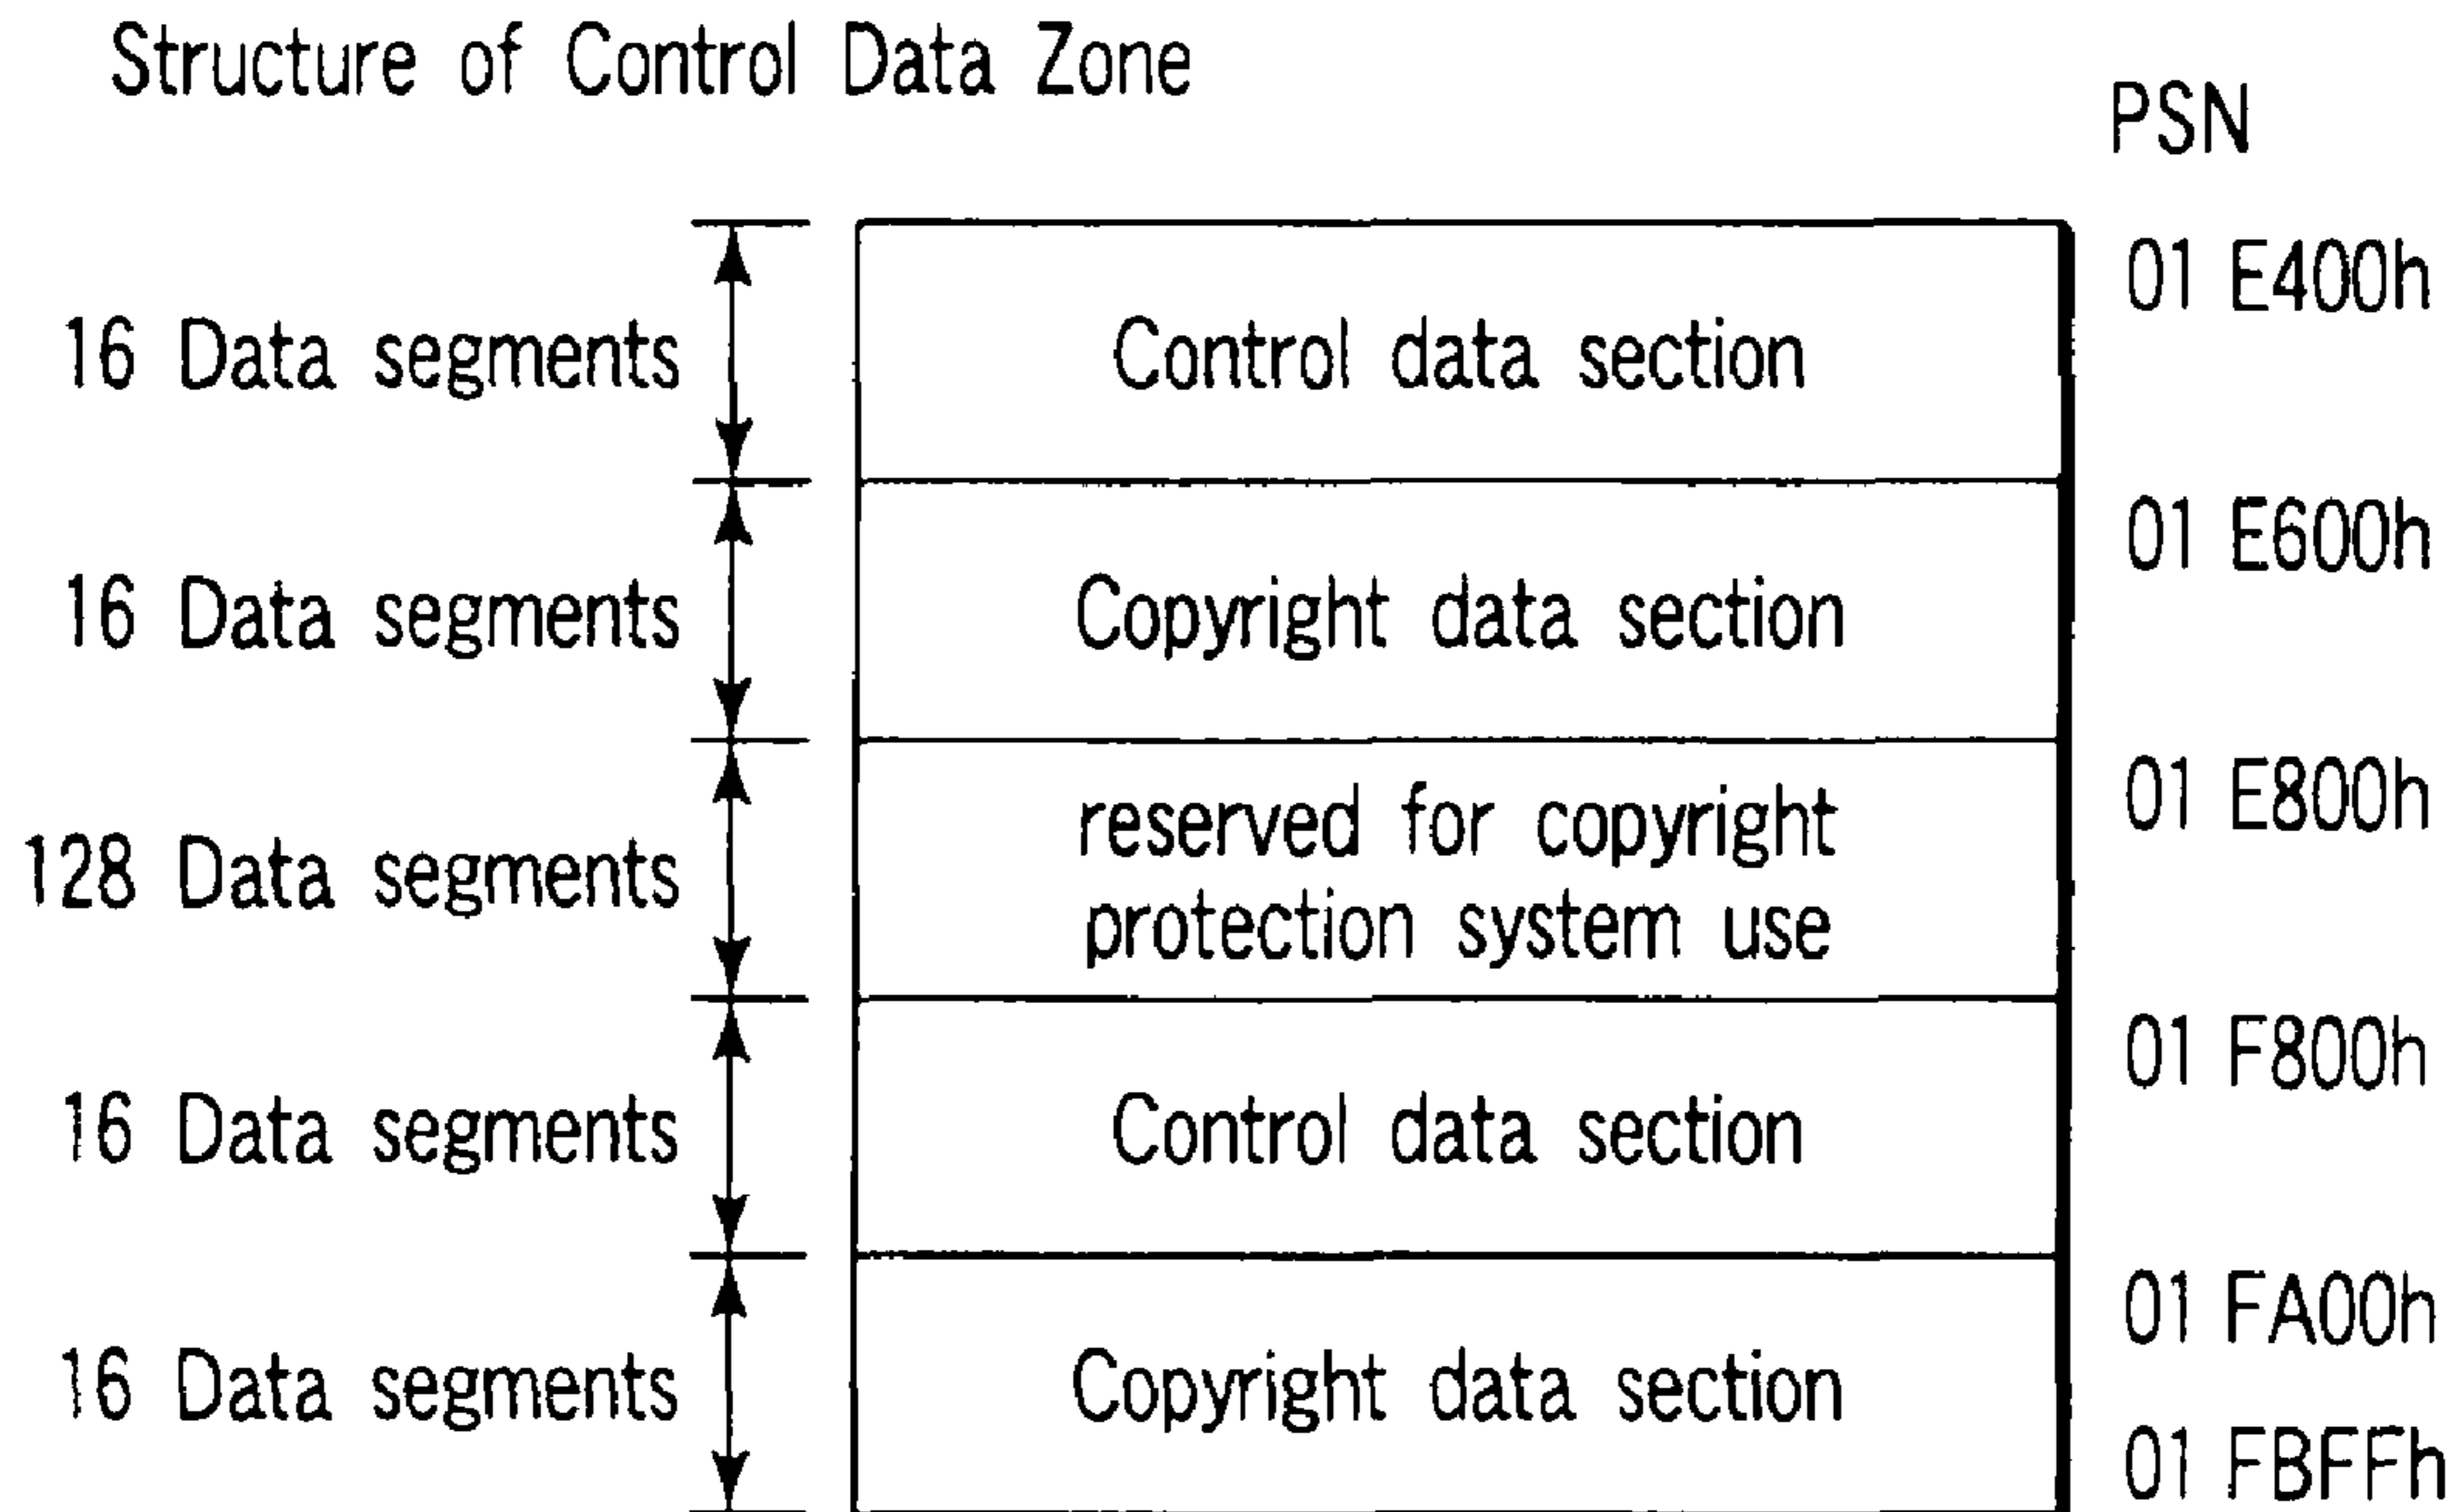 Structure of Control Data Zone
PSN
01 E400h
16 Data segments
Control data section
01 E600h
16 Data segments
Copyright data section
01 E800h
128 Data segments
reserved for copyright
protection system use
01 F800h
16 Data segments
Control data section
01 FA00h
16 Data segments
Copyright data section
01 FBFFh